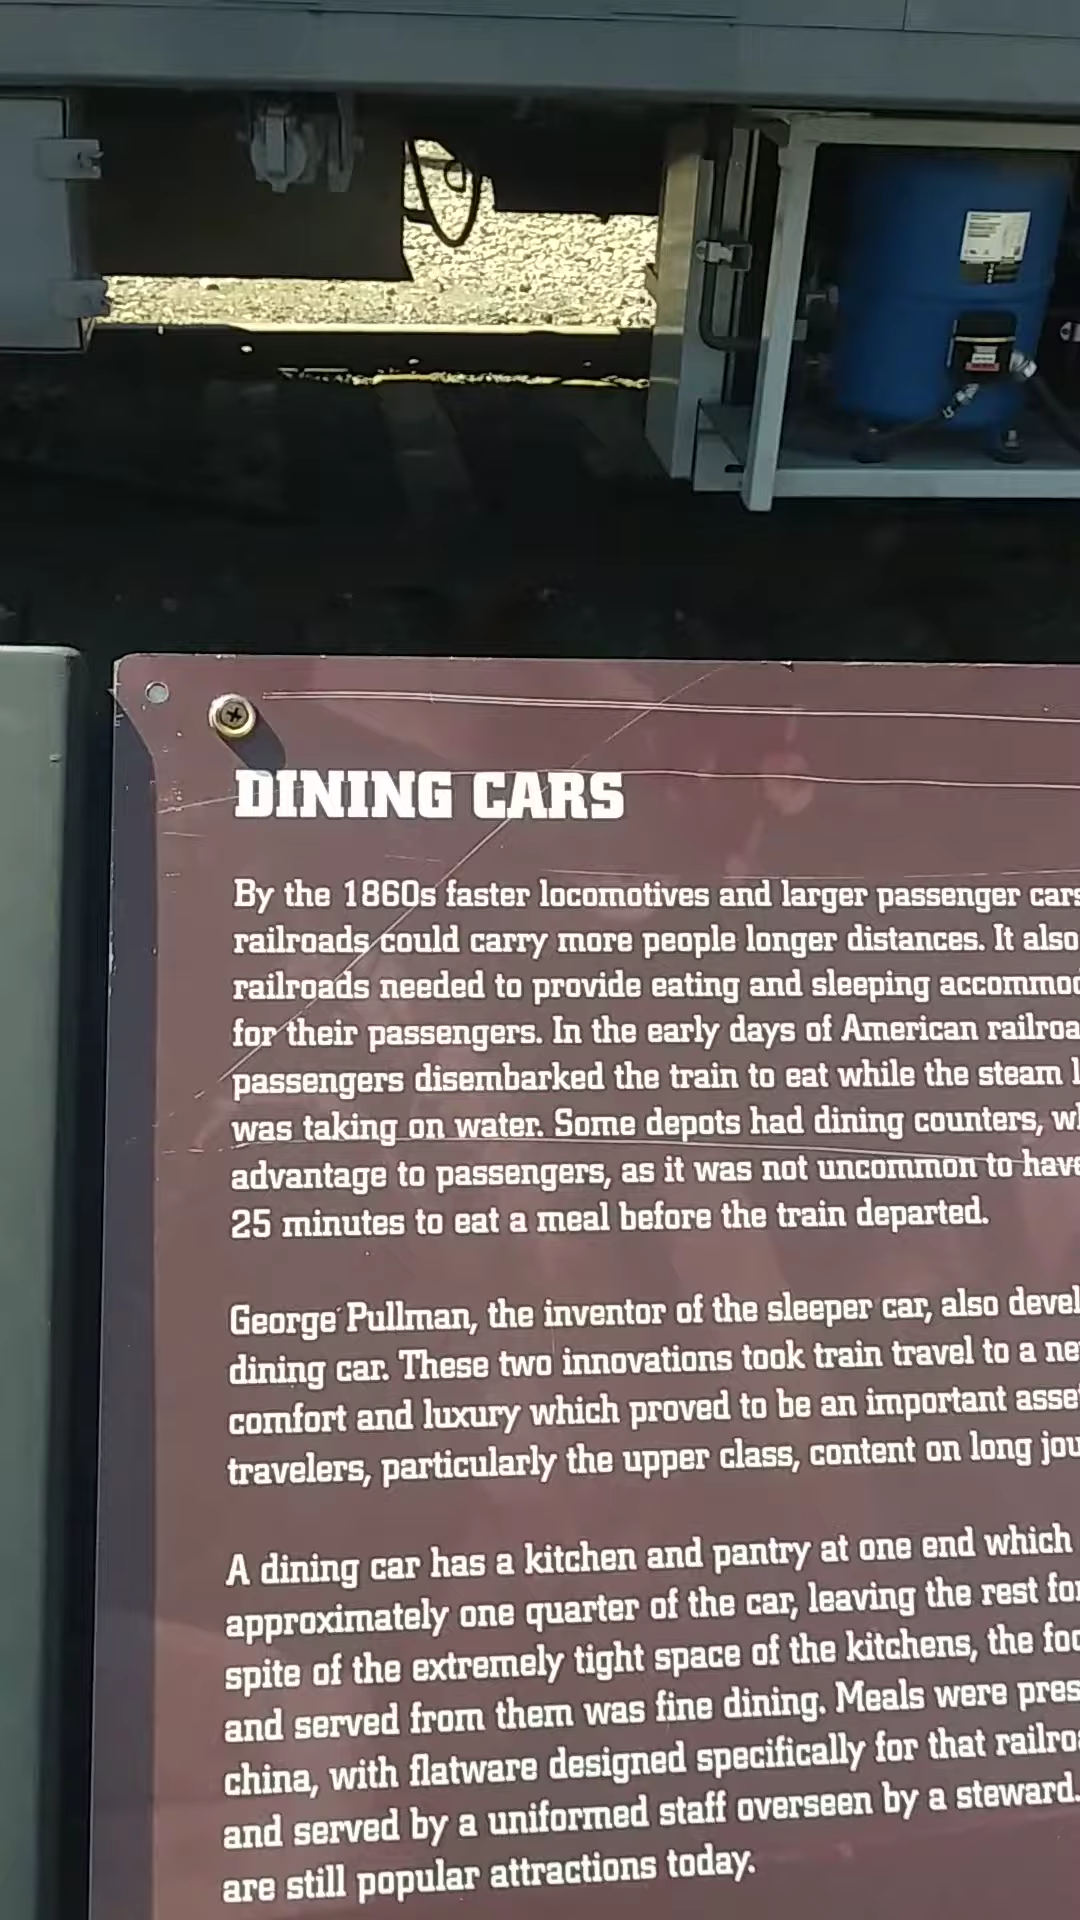 DINING CARS
By the 1860s faster locomotives and larger passenger cars
railroads could carry more people longer distances. It also
railroads needed to provide eating and sleeping
for their passengers. In the early days of American
passengers disembarked the train to eat while the steam
was taking on water. Some depots had dining counters,
advantage to passengers, as it was not uncommon to have
25 minutes to eat a meal before the train departed.
George Pullman, the inventor of the sleeper car, also
dining car. These two innovations took train travel to a
comfort and luxury which proved to be an important
travelers, particularly the upper class, content on long
A dining car has a kitchen and pantry at one end which
approximately one quarter of the car, leaving the rest for
spite of the extremely tight space of the kitchens, the
and served from them was fine dining. Meals were
china, with flatware designed specifically for that
and served by a uniformed staff overseen by a steward.
are still popular attractions today.